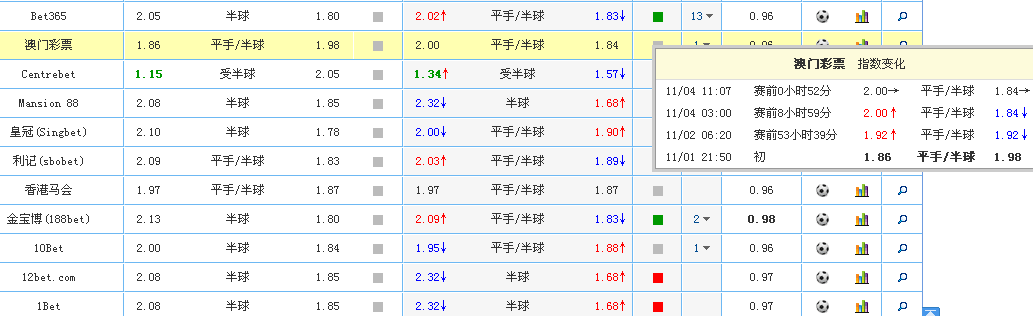 Bet365 2.05 半球 1.80 2.02↑ 平手/半球 1.83↓ 13 0.96
澳门彩票 1.86 平手/半球 1.98 2.00 平手/半球 1.84
Centrebet 1.15 受半球 2.05 1.34↑ 受半球 1.57↓
Mansion 88 2.08 半球 1.85 2.32↓ 半球 1.68↑
皇冠(Singbet) 2.10 半球 1.78 2.00↓ 平手/半球 1.90↑
利记(sbobet) 2.09 平手/半球 1.83 2.03↑ 平手/半球 1.89↓
澳门彩票 指数变化
11/04 11:07 赛前0小时52分 2.00→ 平手/半球 1.84→
11/04 03:00 赛前8小时59分 2.00↑ 平手/半球 1.84↓
11/02 06:20 赛前53小时39分 1.92↑ 平手/半球 1.92↓
11/01 21:50 初 1.86 平手/半球 1.98
香港马会 1.97 平手/半球 1.87 1.97 平手/半球 1.87 0.96
金宝博(188bet) 2.13 半球 1.80 2.09↑ 平手/半球 1.83↓ 2 0.98
10Bet 2.00 半球 1.84 1.95↓ 平手/半球 1.88↑ 1 0.96
12bet.com 2.08 半球 1.85 2.32↓ 半球 1.68↑ 0.97
1Bet 2.08 半球 1.85 2.32↓ 半球 1.68↑ 0.97